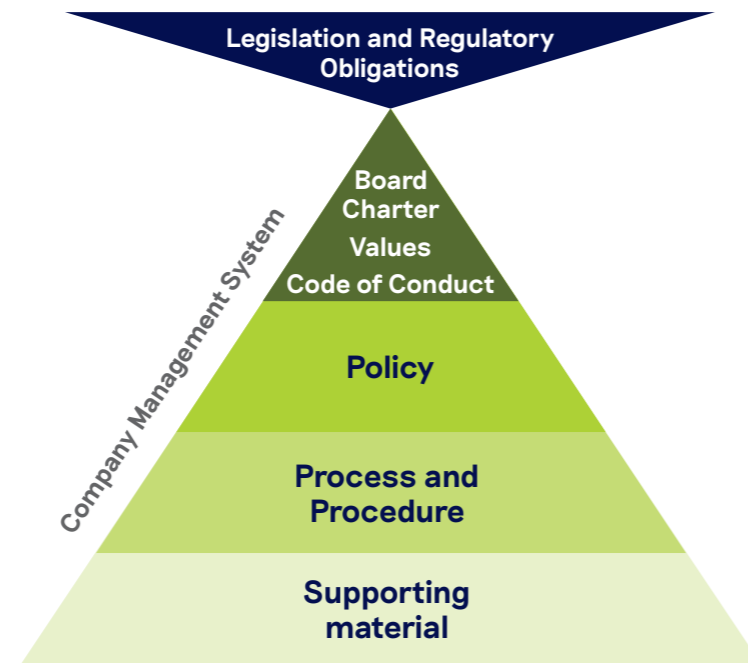 Legislation and Regulatory
Obligations
Board
Charter
Values
Code of Conduct
Company Management System
Policy
Process and
Procedure
Supporting
material